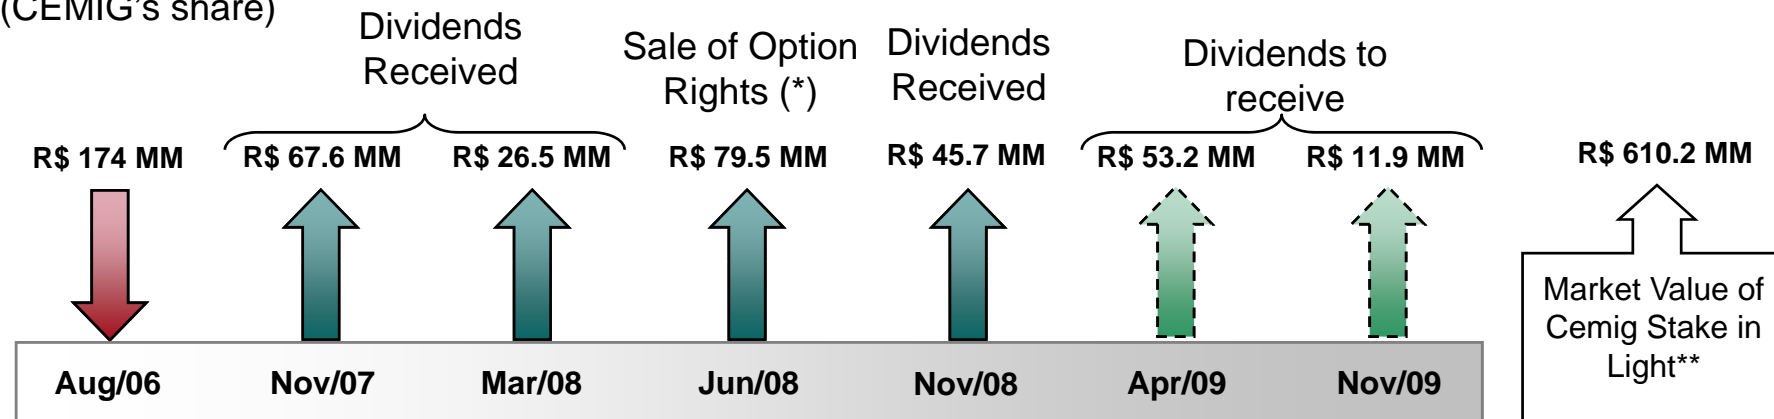 (CEMIG's share)
Dividends
Received
Sale of Option
Rights (*)
Dividends
Received
Dividends to
receive
R$ 174 MM
R$ 67.6 MM
R$ 26.5 MM
R$ 79.5 MM
R$ 45.7 MM
R$ 53.2 MM
R$ 11.9 MM
R$ 610.2 MM
Market Value of
Cemig Stake in
Light**
Aug/06
Nov/07
Mar/08
Jun/08
Nov/08
Apr/09
Nov/09